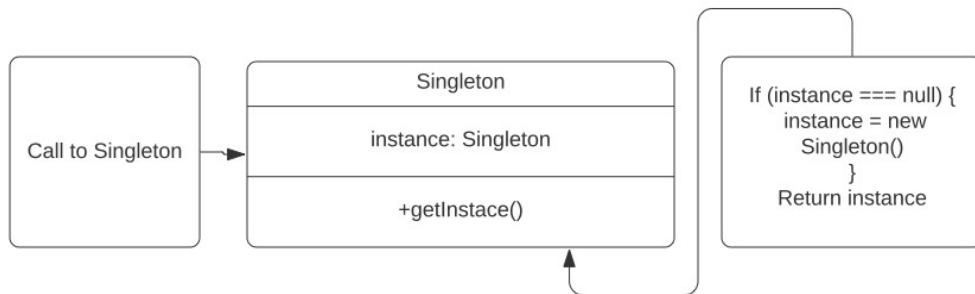 Call to Singleton
Singleton
instance: Singleton
+getInstace()
If (instance === null) {
instance = new
Singleton()
}
Return instance